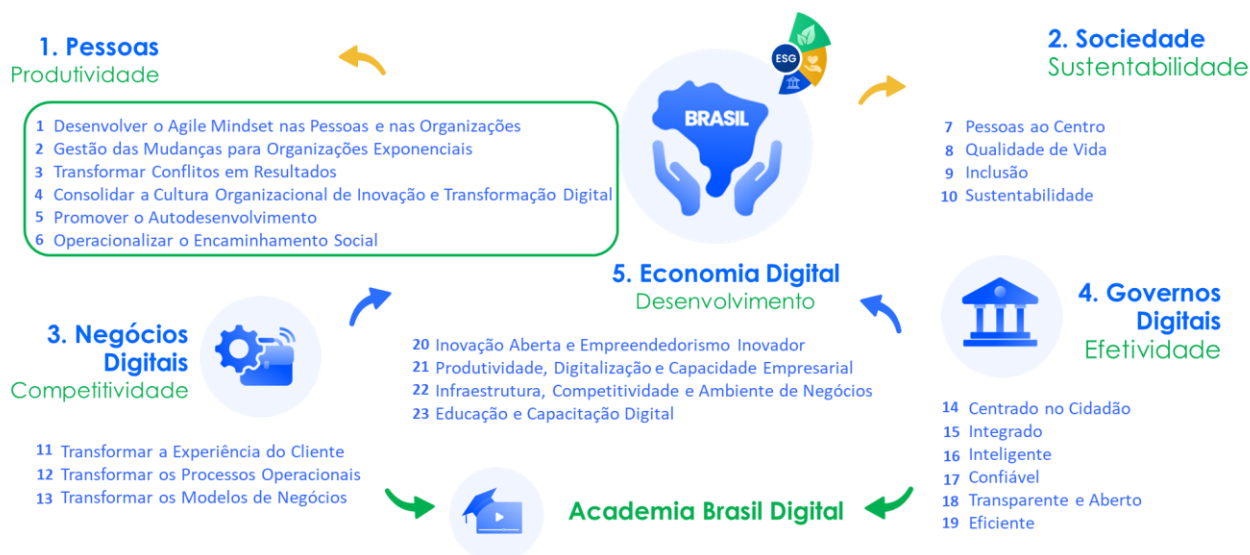 1. Pessoas
Produtividade
1 Desenvolver o Agile Mindset nas Pessoas e nas Organizações
2 Gestão das Mudanças para Organizações Exponenciais
3 Transformar Conflitos em Resultados
4 Consolidar a Cultura Organizacional de Inovação e Transformação Digital
5 Promover o Autodesenvolvimento
6 Operacionalizar o Encaminhamento Social
ESG
BRASIL
2. Sociedade
Sustentabilidade
7 Pessoas ao Centro
8 Qualidade de Vida
9 Inclusão
10 Sustentabilidade
3. Negócios
Digitais
Competitividade
11 Transformar a Experiência do Cliente
12 Transformar os Processos Operacionais
13 Transformar os Modelos de Negócios
5. Economia Digital
Desenvolvimento
20 Inovação Aberta e Empreendedorismo Inovador
21 Produtividade, Digitalização e Capacidade Empresarial
22 Infraestrutura, Competitividade e Ambiente de Negócios
23 Educação e Capacitação Digital
4. Governos
Digitais
Efetividade
14 Centrado no Cidadão
15 Integrado
16 Inteligente
17 Confiável
18 Transparente e Aberto
19 Eficiente
Academia Brasil Digital